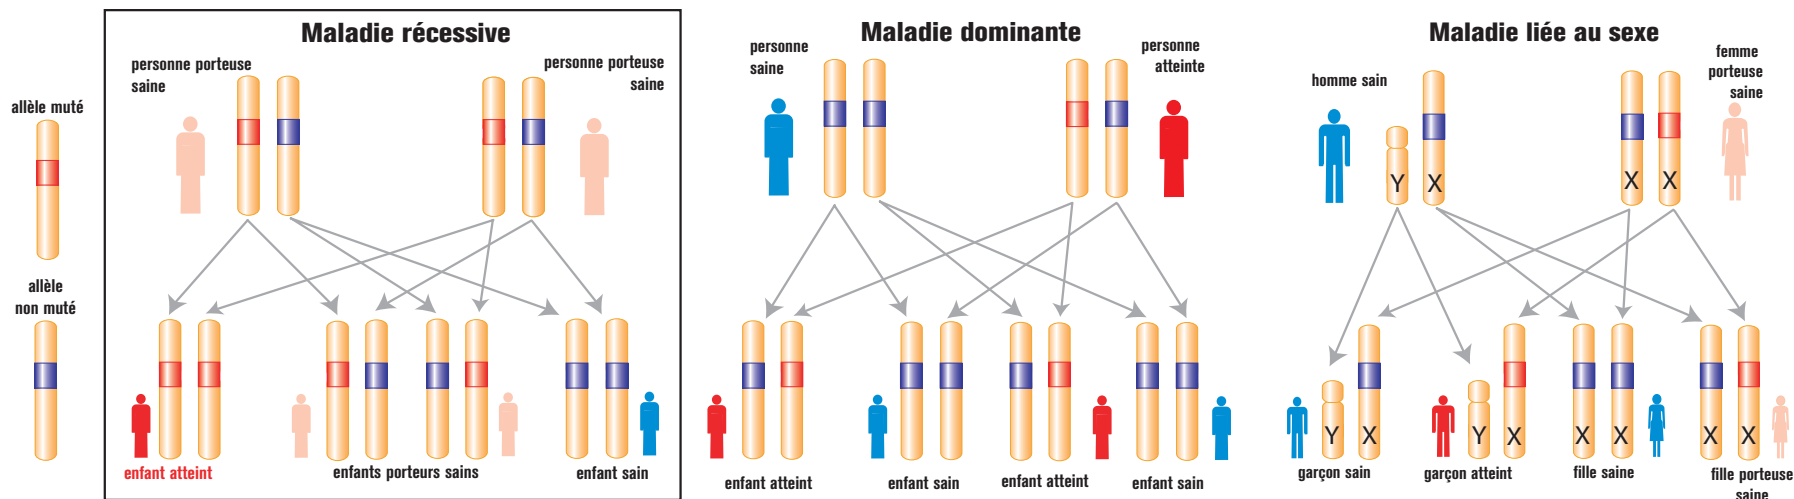 allèle muté
allèle
non muté
Maladie récessive
personne porteuse
saine
personne porteuse
saine
enfant atteint
enfants porteurs sains
enfant sain
Maladie dominante
personne
saine
personne
atteinte
enfant atteint
enfant sain
enfant atteint
enfant sain
Maladie liée au sexe
homme sain
femme
porteuse
saine
Y X
X X
Y X
Y X
X X
X X
garçon sain
garçon atteint
fille saine
fille porteuse
saine